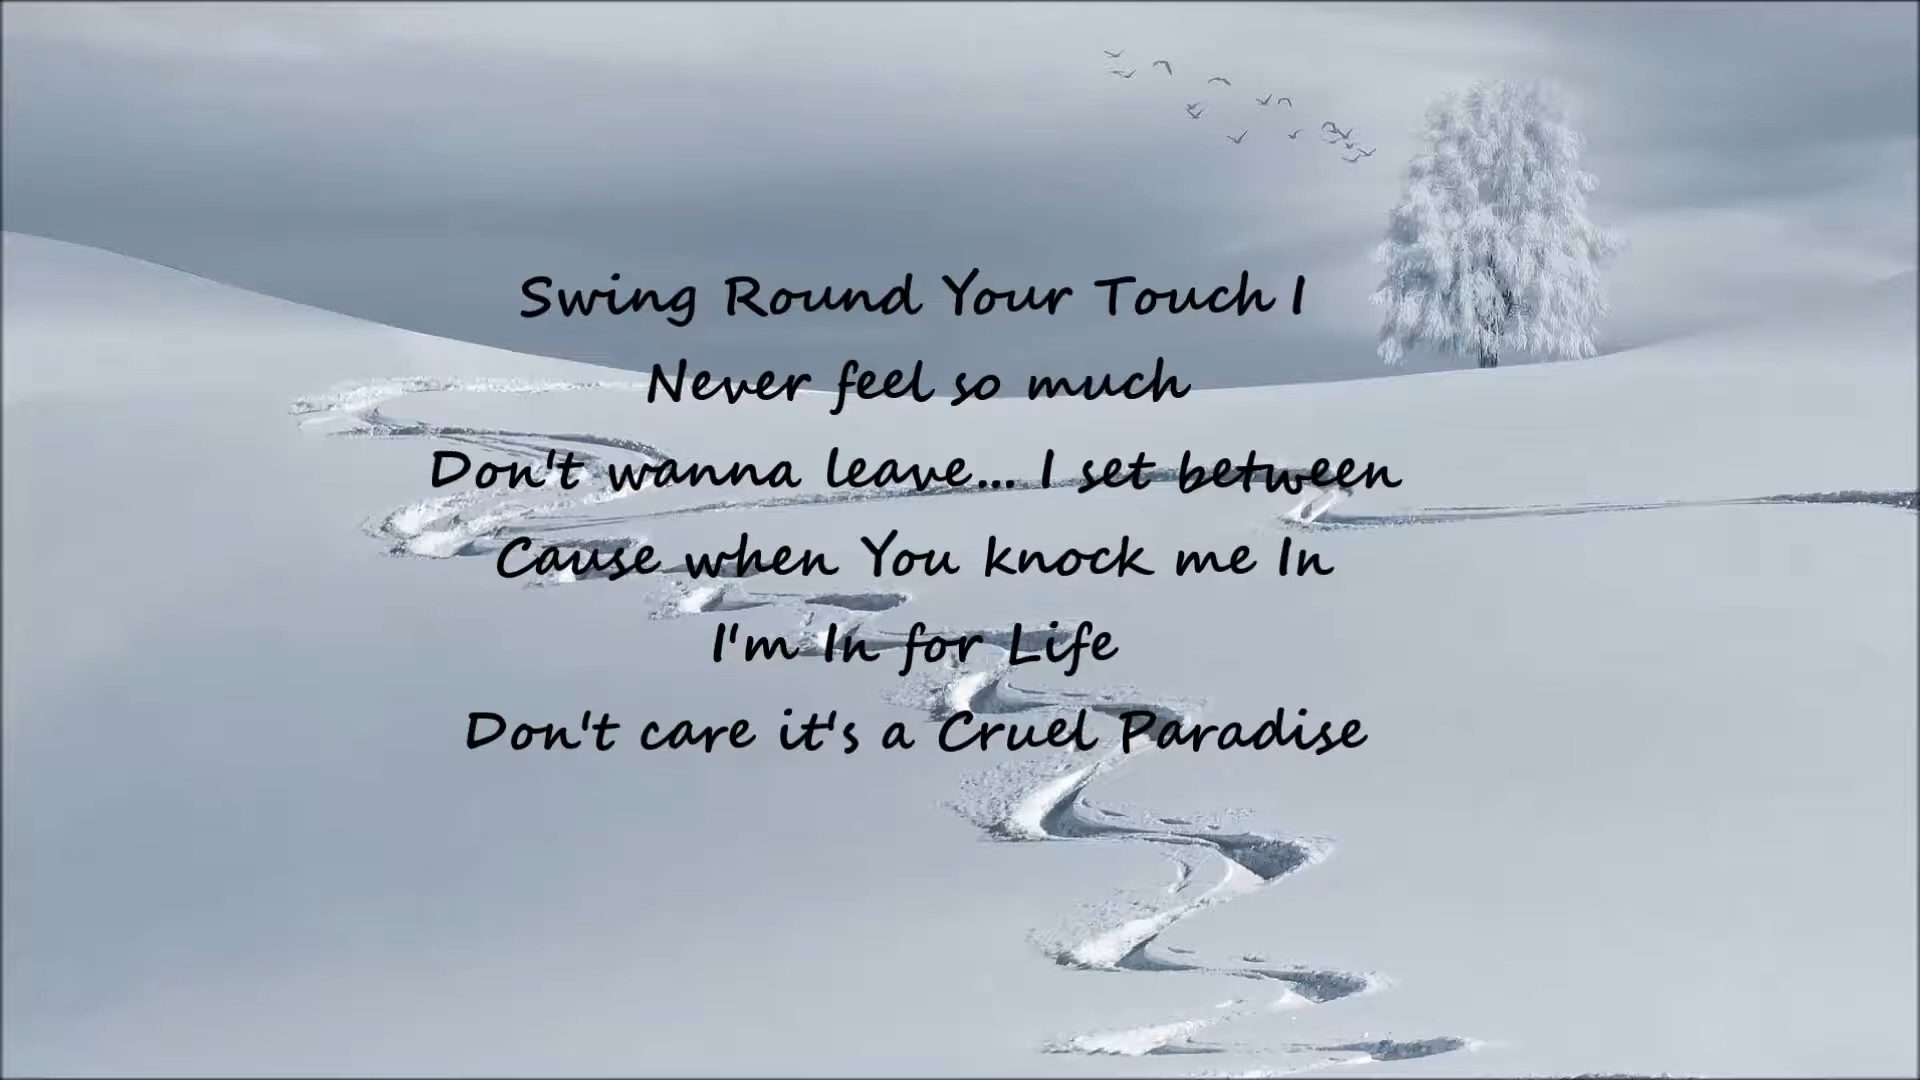 Swing Round Your Touch I
Never feel so much
Don't wanna leave... I set between
Cause when You knock me In
I'm In for Life
Don't care it's a Cruel Paradise